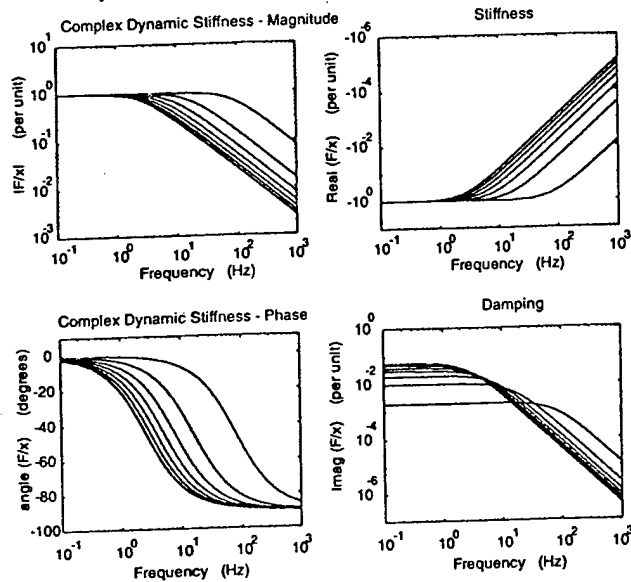 Complex Dynamic Stiffness - Magnitude
10^1
10^0
10^-1
10^-2
10^-3
|F/x| (per unit)
10^-1 10^0 10^1 10^2 10^3
Frequency (Hz)
Stiffness
-10^-6
-10^-4
-10^2
-10^0
Real (F/x) (per unit)
10^-1 10^0 10^1 10^2 10^3
Frequency (Hz)
Complex Dynamic Stiffness - Phase
0
-20
-40
-60
-80
-100
angle (F/x) (degrees)
10^-1 10^0 10^1 10^2 10^3
Frequency (Hz)
Damping
10^0
10^-2
10^-4
10^-6
Imag (F/x) (per unit)
10^-1 10^0 10^1 10^2 10^3
Frequency (Hz)